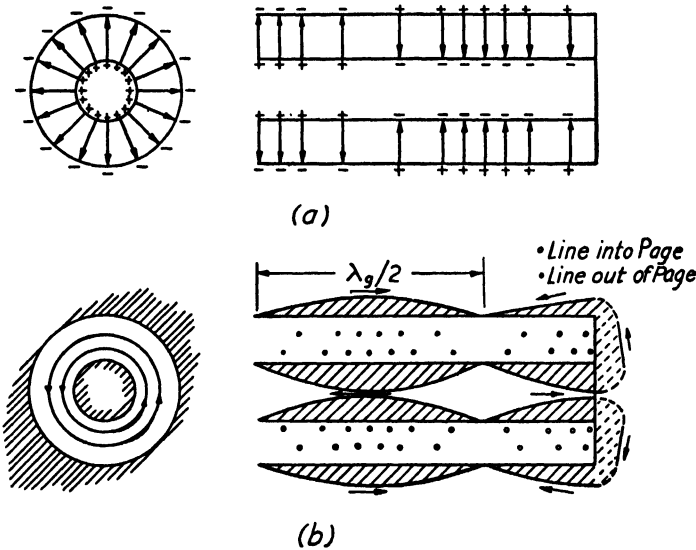 (a)
• Line into Page
• Line out of Page
λg/2
(b)